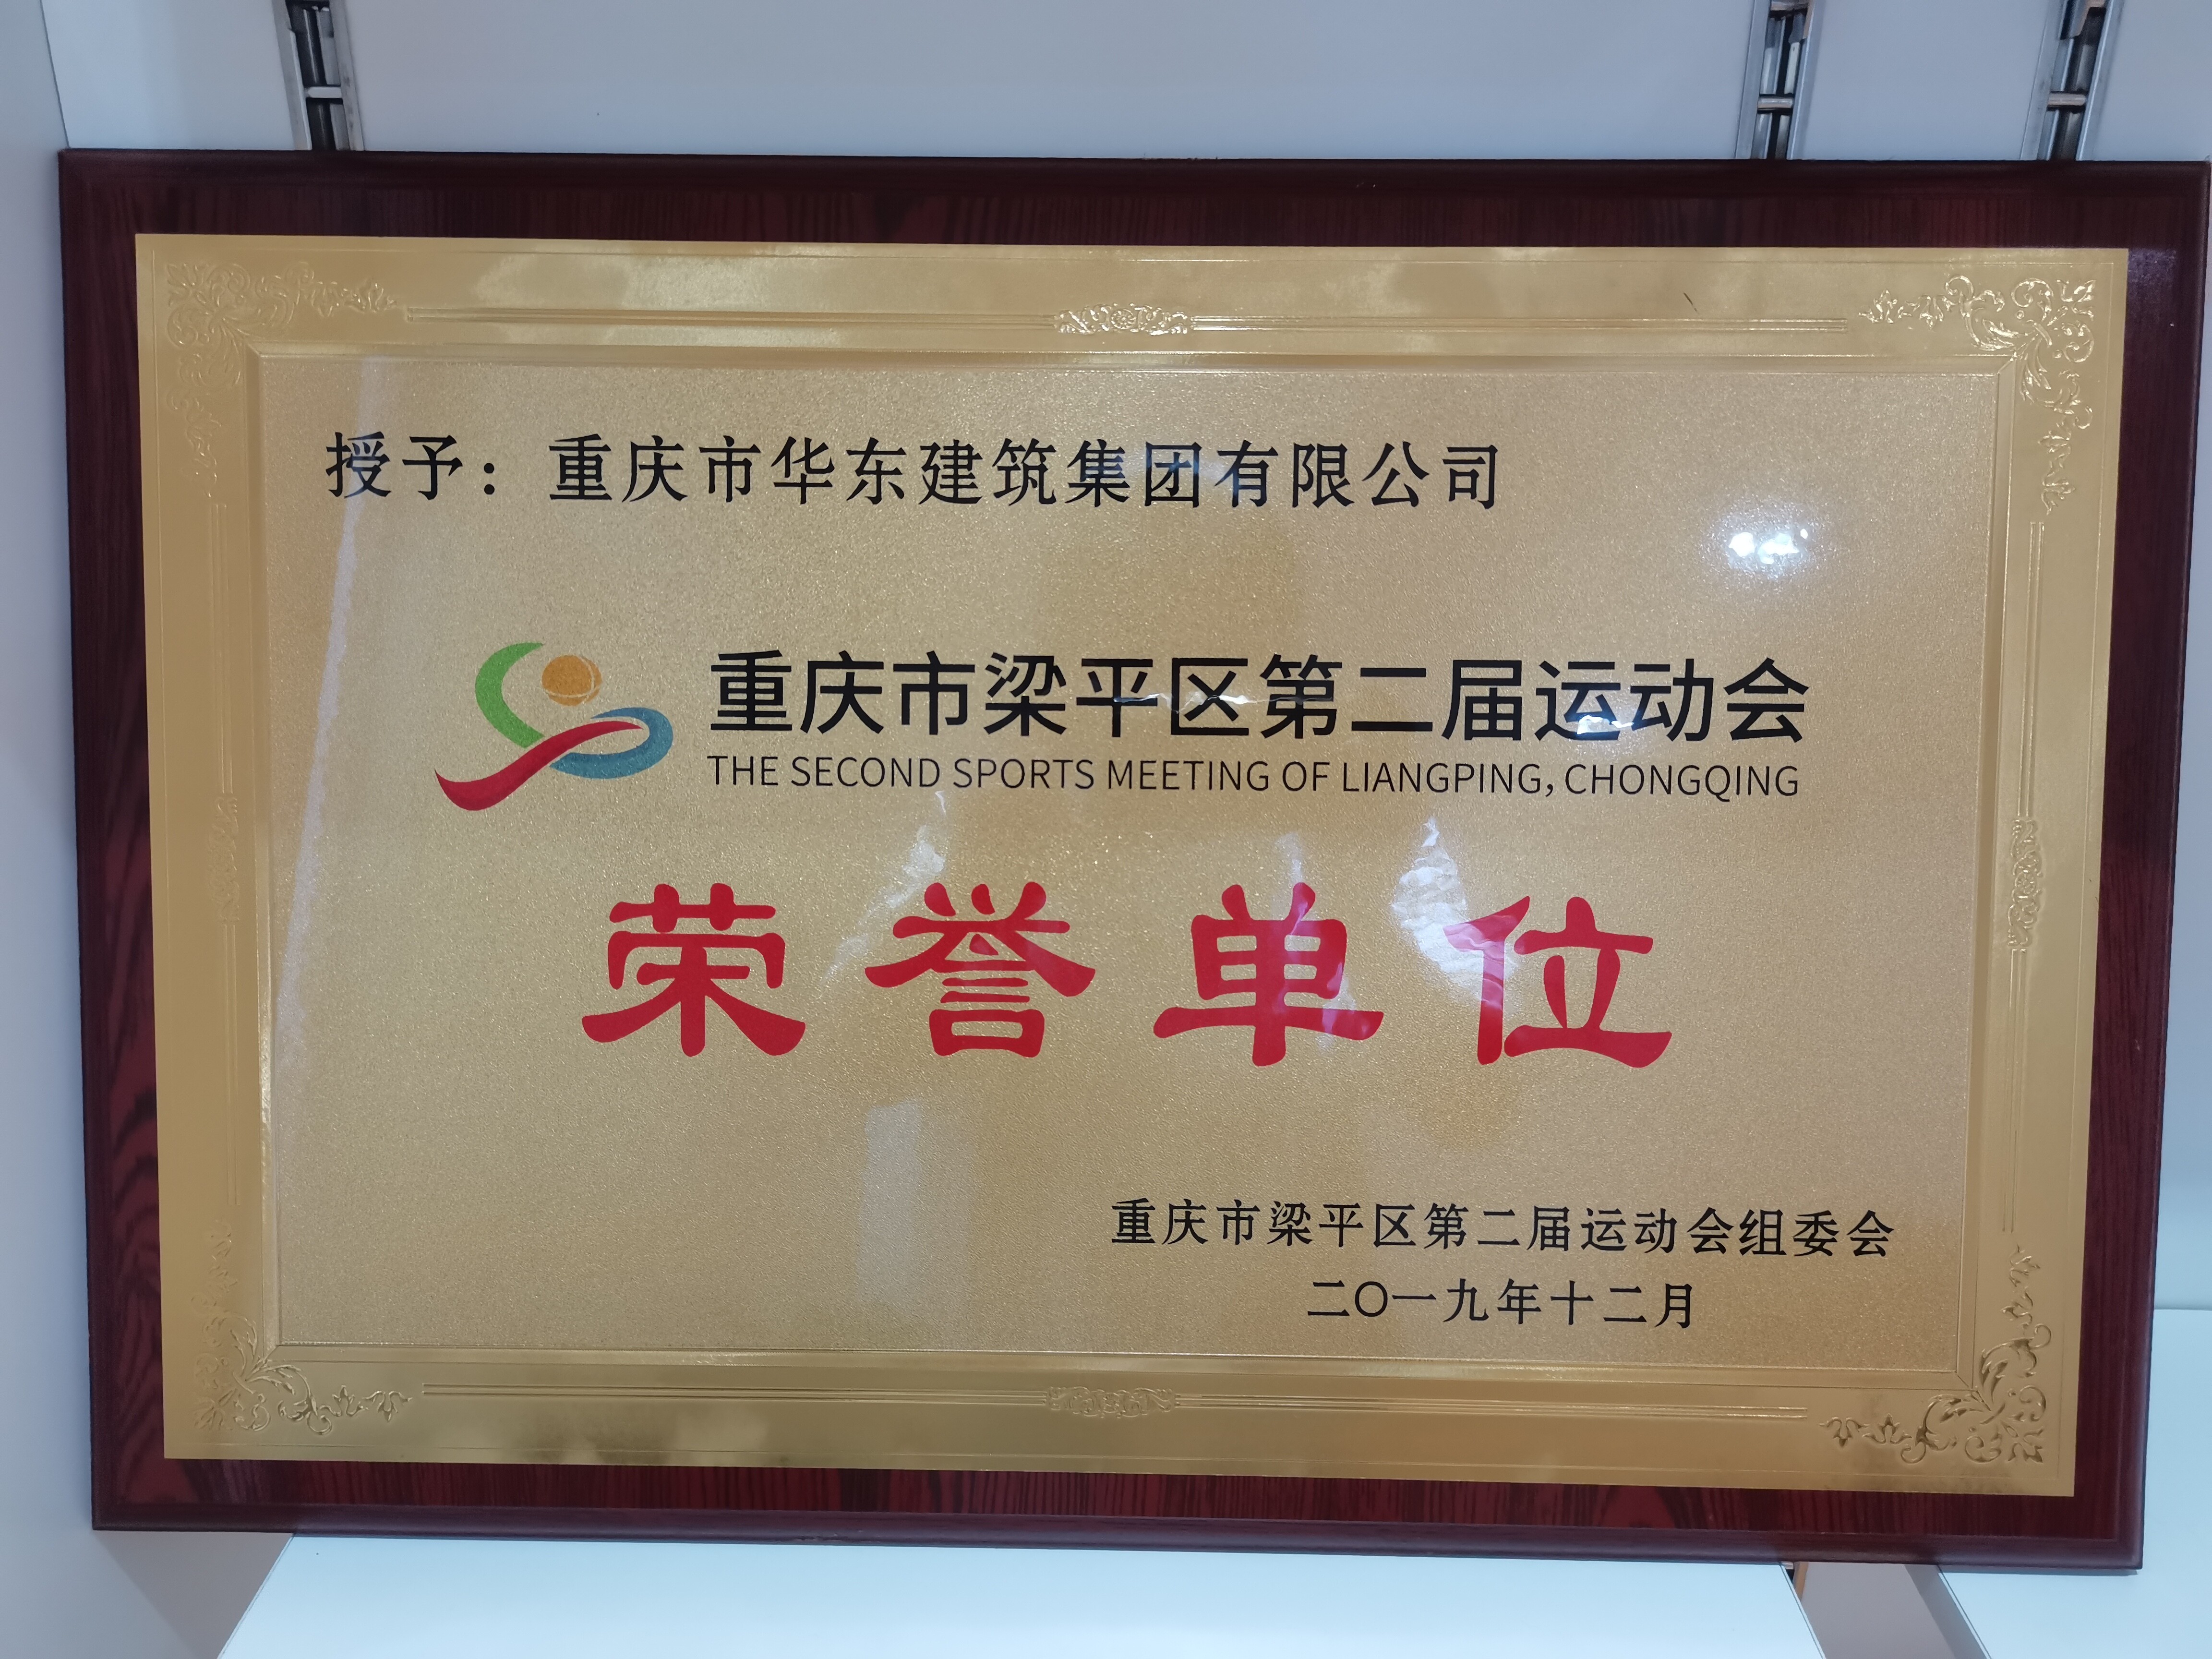 授予：重庆市华东建筑集团有限公司
重庆市梁平区第二届运动会
THE SECOND SPORTS MEETING OF LIANGPING, CHONGQING
荣誉单位
重庆市梁平区第二届运动会组委会
二〇一九年十二月